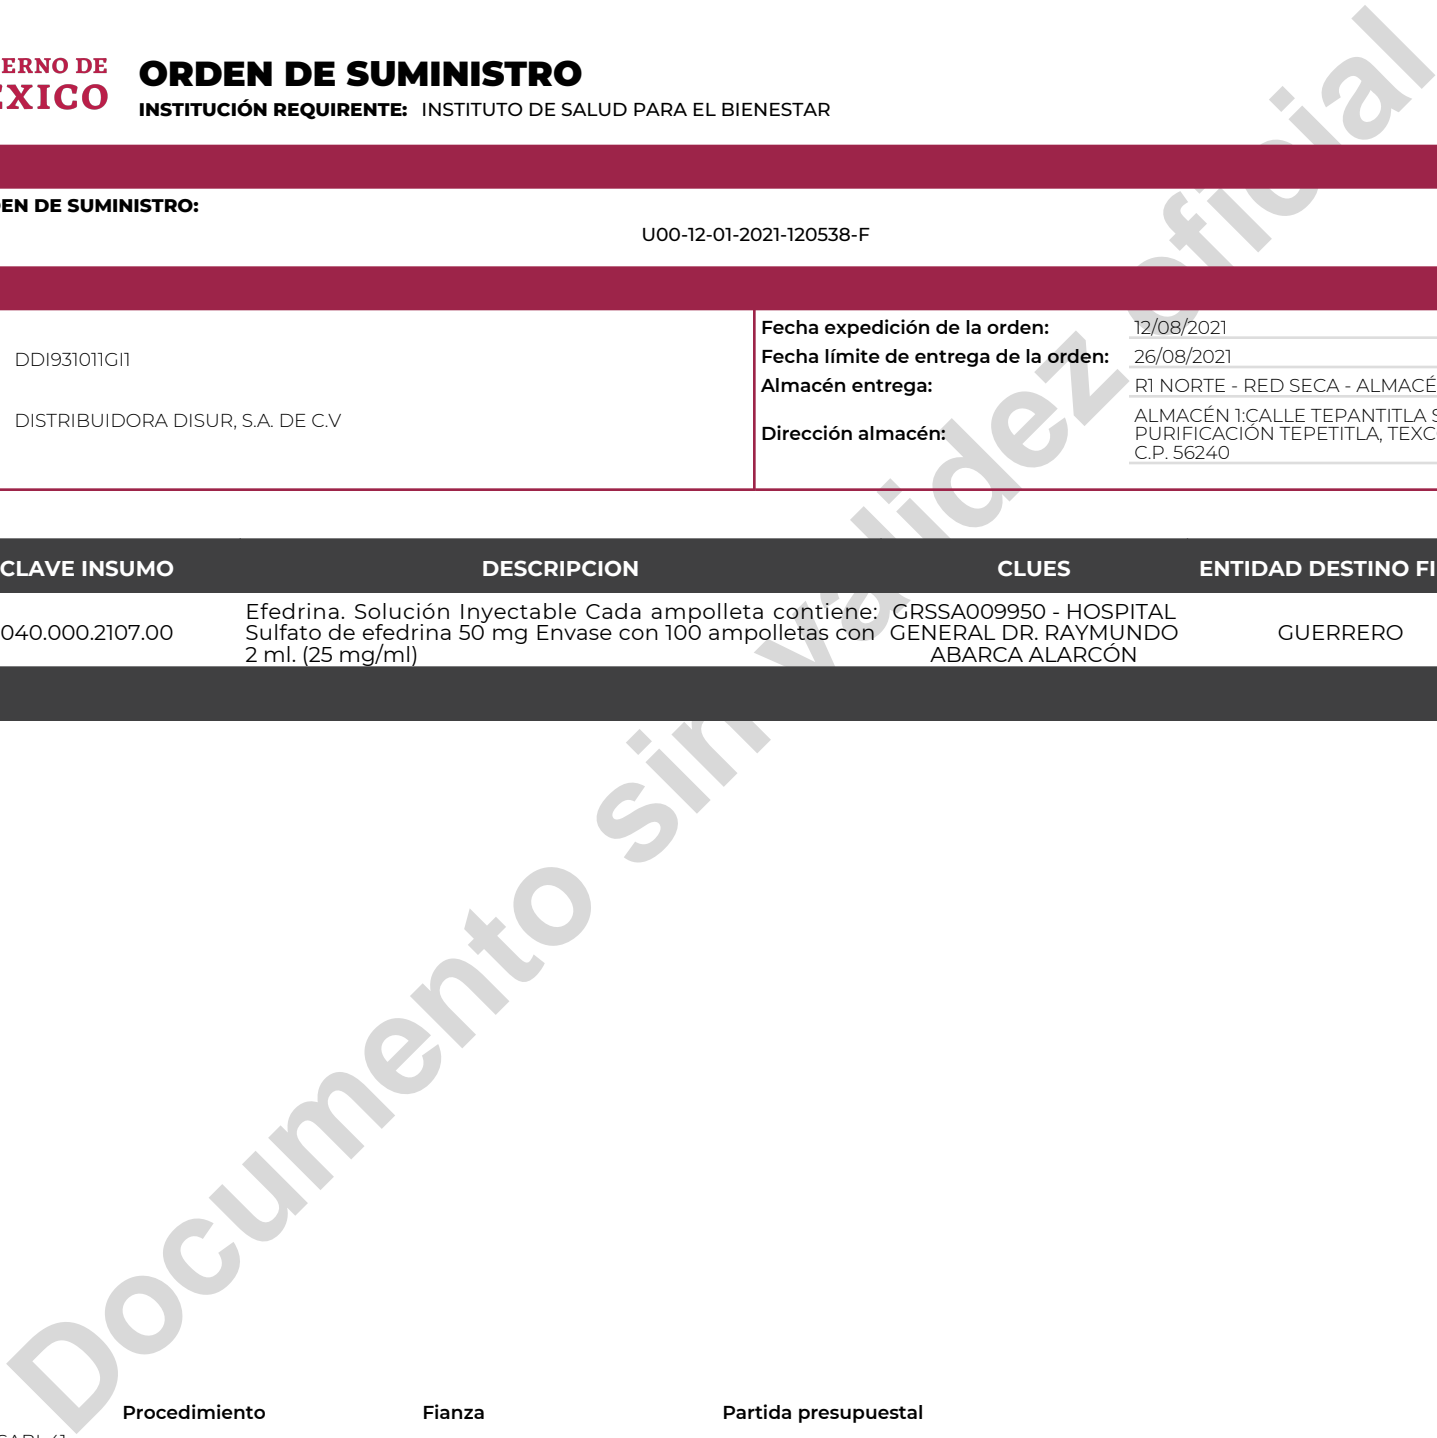 ERNO DE
EXICO
ORDEN DE SUMINISTRO
INSTITUCIÓN REQUIRENTE: INSTITUTO DE SALUD PARA EL BIENESTAR
EN DE SUMINISTRO:
U00-12-01-2021-120538-F
DDI931011GI1
DISTRIBUIDORA DISUR, S.A. DE C.V
Fecha expedición de la orden: 12/08/2021
Fecha límite de entrega de la orden: 26/08/2021
Almacén entrega: R1 NORTE - RED SECA - ALMACÉ
Dirección almacén:
ALMACÉN 1:CALLE TEPANTITLA S
PURIFICACIÓN TEPETITLA, TEXC
C.P. 56240
CLAVE INSUMO DESCRIPCION CLUES ENTIDAD DESTINO FI
040.000.2107.00
Efedrina. Solución Inyectable Cada ampolleta contiene:
Sulfato de efedrina 50 mg Envase con 100 ampolletas con
2 ml. (25 mg/ml)
GRSSA009950 - HOSPITAL
GENERAL DR. RAYMUNDO
ABARCA ALARCÓN
GUERRERO
Documento sin validez oficial
Procedimiento Fianza Partida presupuestal